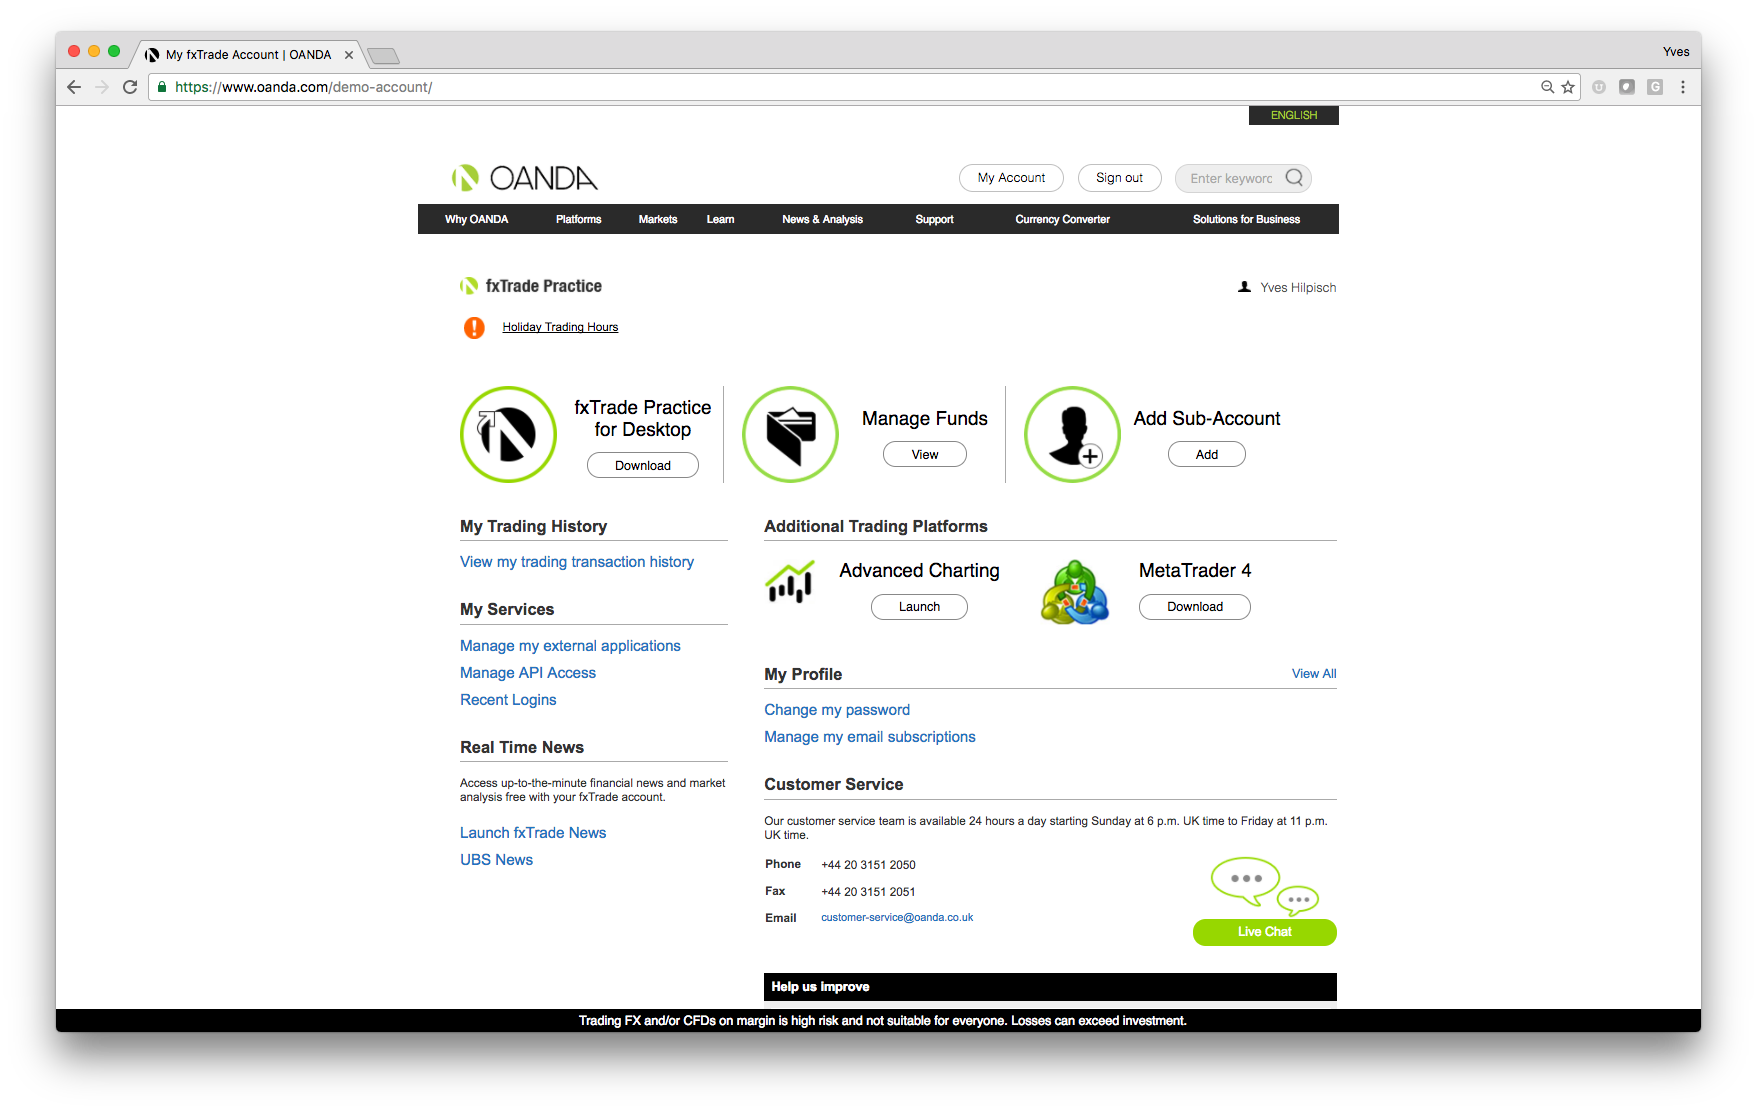 My fxTrade Account | OANDA
Yves
https://www.oanda.com/demo-account/
ENGLISH
OANDA
My Account
Sign out
Enter keyworc
Why OANDA
Platforms
Markets
Learn
News & Analysis
Support
Currency Converter
Solutions for Business
fxTrade Practice
Yves Hilpisch
Holiday Trading Hours
fxTrade Practice
for Desktop
Download
Manage Funds
View
Add Sub-Account
Add
My Trading History
View my trading transaction history
My Services
Manage my external applications
Manage API Access
Recent Logins
Real Time News
Access up-to-the-minute financial news and market
analysis free with your fxTrade account.
Launch fxTrade News
UBS News
Additional Trading Platforms
Advanced Charting
Launch
MetaTrader 4
Download
My Profile
View All
Change my password
Manage my email subscriptions
Customer Service
Our customer service team is available 24 hours a day starting Sunday at 6 p.m. UK time to Friday at 11 p.m.
UK time.
Phone +44 20 3151 2050
Fax +44 20 3151 2051
Email customer-service@oanda.co.uk
Live Chat
Help us improve
Trading FX and/or CFDs on margin is high risk and not suitable for everyone. Losses can exceed investment.